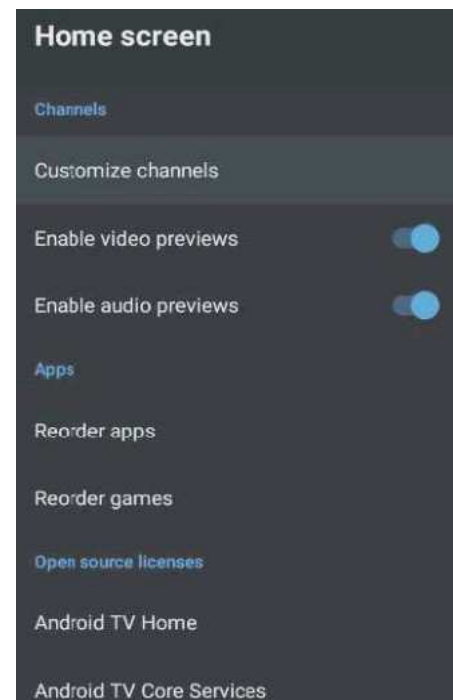 Home screen
Channels
Customize channels
Enable video previews
Enable audio previews
Apps
Reorder apps
Reorder games
Open source licenses
Android TV Home
Android TV Core Services